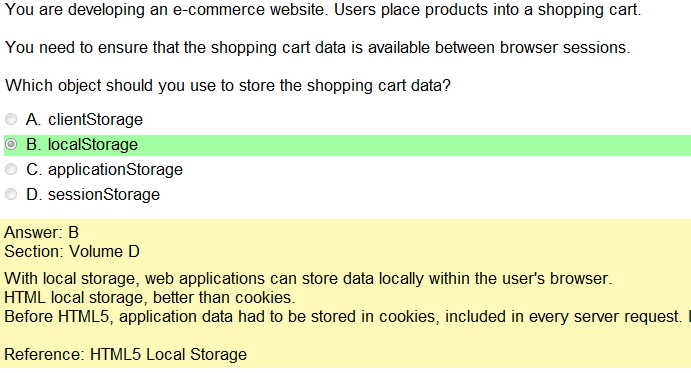 You are developing an e-commerce website. Users place products into a shopping cart.
You need to ensure that the shopping cart data is available between browser sessions.
Which object should you use to store the shopping cart data?
A. clientStorage
B. localStorage
C. applicationStorage
D. sessionStorage
Answer: B
Section: Volume D
With local storage, web applications can store data locally within the user's browser.
HTML local storage, better than cookies.
Before HTML5, application data had to be stored in cookies, included in every server request.
Reference: HTML5 Local Storage